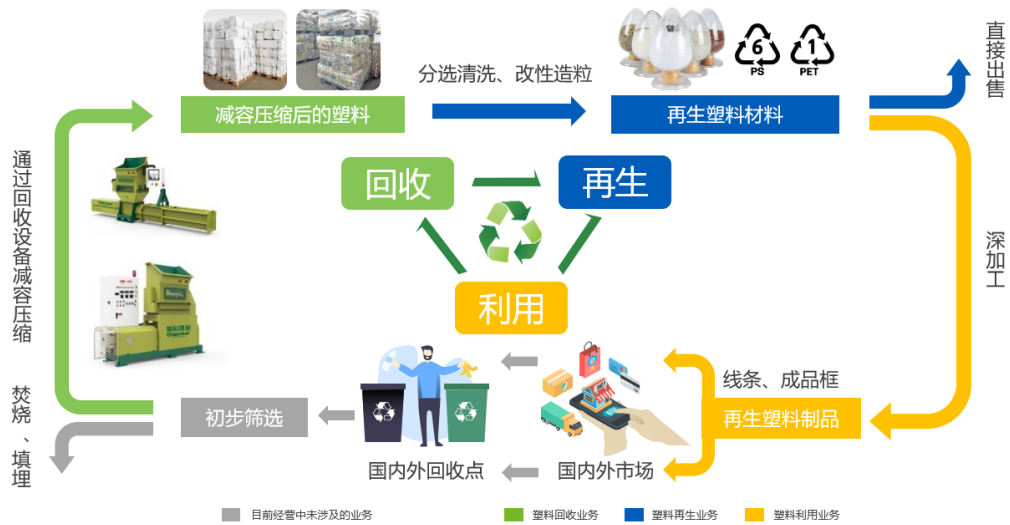 直接出售
分选清洗、改性造粒
6
PS
1
PET
减容压缩后的塑料
再生塑料材料
通过回收设备减容压缩
回收
再生
利用
深加工
线条、成品框
再生塑料制品
初步筛选
焚烧、填埋
国内外回收点
国内外市场
目前经营中未涉及的业务
塑料回收业务
塑料再生业务
塑料利用业务